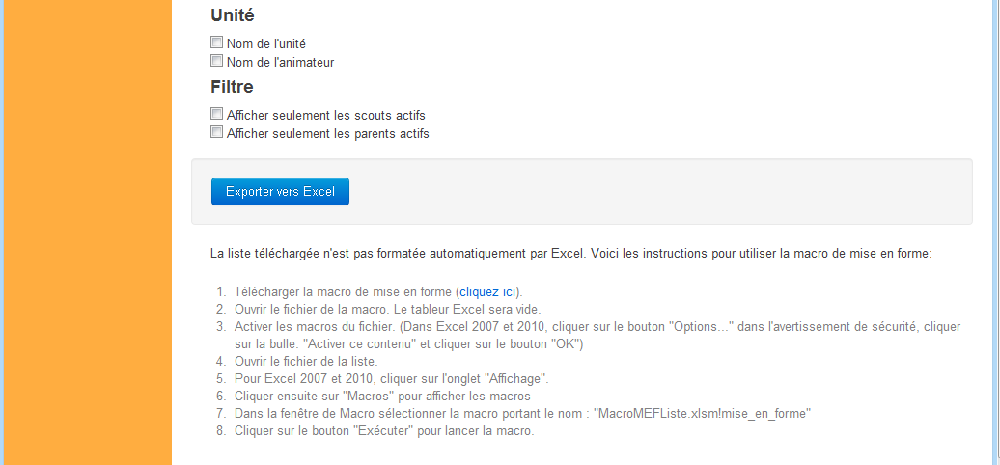 Unité
Nom de l'unité
Nom de l'animateur
Filtre
Afficher seulement les scouts actifs
Afficher seulement les parents actifs
Exporter vers Excel
La liste téléchargée n'est pas formatée automatiquement par Excel. Voici les instructions pour utiliser la macro de mise en forme:
1. Télécharger la macro de mise en forme (cliquez ici).
2. Ouvrir le fichier de la macro. Le tableur Excel sera vide.
3. Activer les macros du fichier. (Dans Excel 2007 et 2010, cliquer sur le bouton "Options..." dans l'avertissement de sécurité, cliquer
sur la bulle: "Activer ce contenu" et cliquer sur le bouton "OK")
4. Ouvrir le fichier de la liste.
5. Pour Excel 2007 et 2010, cliquer sur l'onglet "Affichage".
6. Cliquer ensuite sur "Macros" pour afficher les macros
7. Dans la fenêtre de Macro sélectionner la macro portant le nom : "MacroMEFListe.xlsm!mise_en_forme"
8. Cliquer sur le bouton "Exécuter" pour lancer la macro.